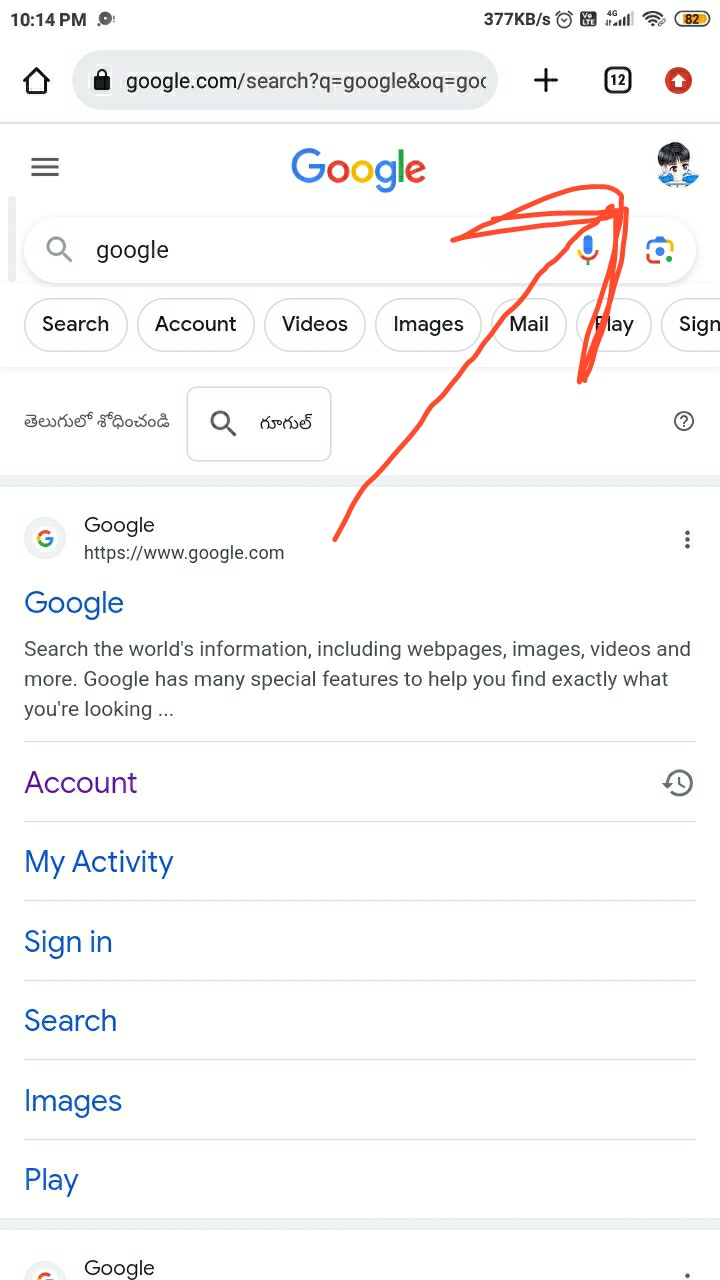 10:14 PM 377KB/s Vo LTE 4G 82
google.com/search?q=google&oq=goo 12
Google
google
Search Account Videos Images Mail Play Sign
తెలుగులో శోధించండి గూగుల్
Google
https://www.google.com
Google
Search the world's information, including webpages, images, videos and
more. Google has many special features to help you find exactly what
you're looking ...
Account
My Activity
Sign in
Search
Images
Play
Google